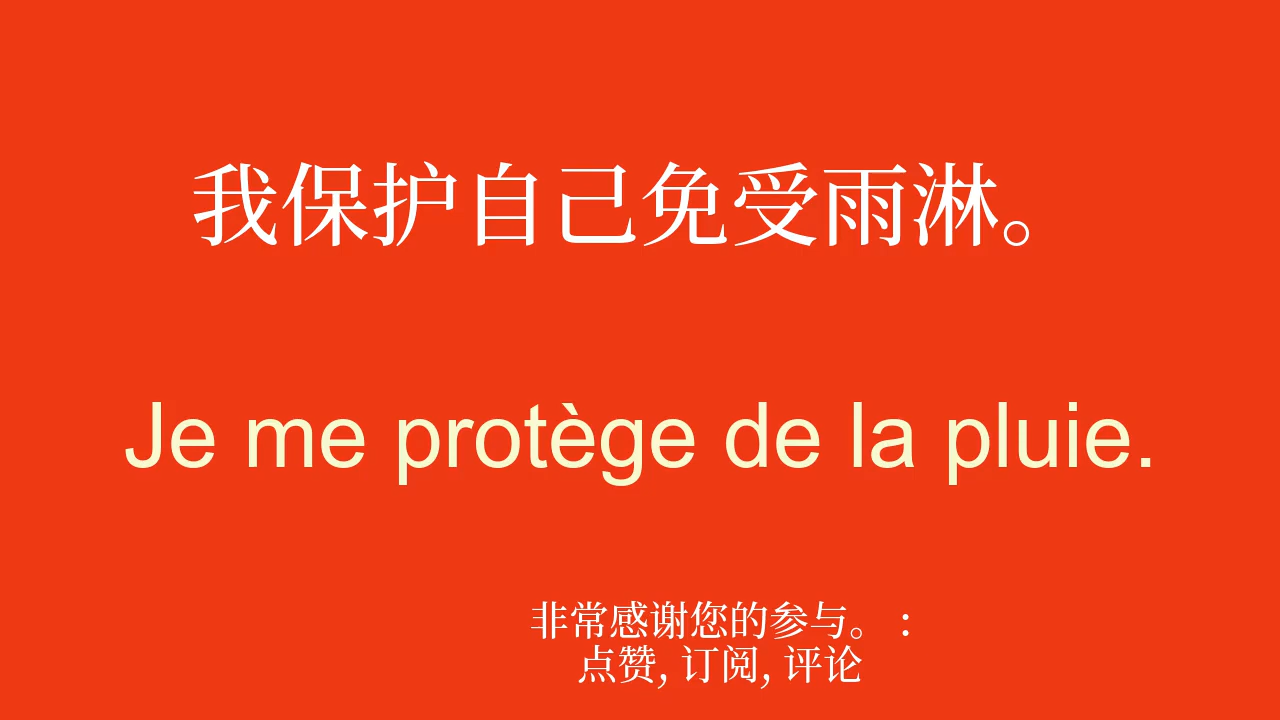 我保护自己免受雨淋。
Je me protège de la pluie.
非常感谢您的参与。 :
点赞, 订阅, 评论